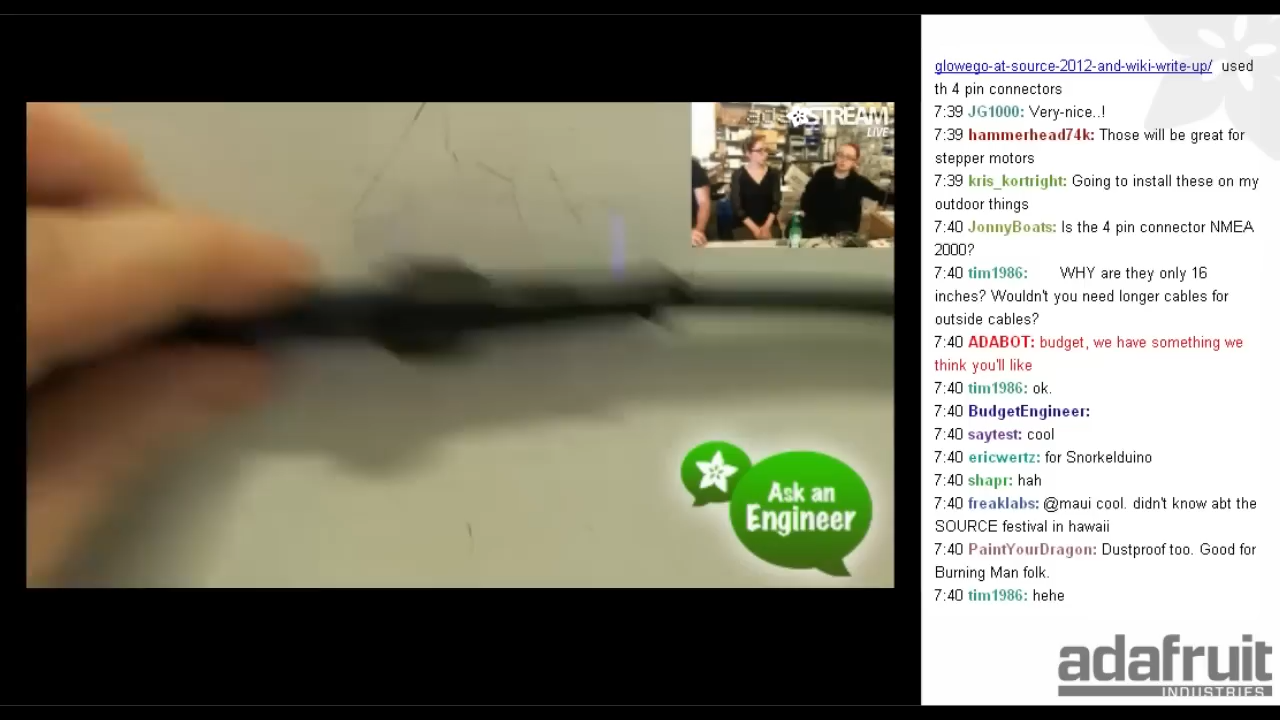 STREAM
LIVE
Ask an
Engineer
glowego-at-source-2012-and-wiki-write-up/ used
th 4 pin connectors
7:39 JG1000: Very-nice..!
7:39 hammerhead74k: Those will be great for
stepper motors
7:39 kris_kortright: Going to install these on my
outdoor things
7:40 JonnyBoats: Is the 4 pin connector NMEA
2000?
7:40 tim1986: WHY are they only 16
inches? Wouldn't you need longer cables for
outside cables?
7:40 ADABOT: budget, we have something we
think you'll like
7:40 tim1986: ok.
7:40 BudgetEngineer:
7:40 saytest: cool
7:40 ericwertz: for Snorkelduino
7:40 shapr: hah
7:40 freaklabs: @maui cool. didn't know abt the
SOURCE festival in hawaii
7:40 PaintYourDragon: Dustproof too. Good for
Burning Man folk.
7:40 tim1986: hehe
adafruit
INDUSTRIES